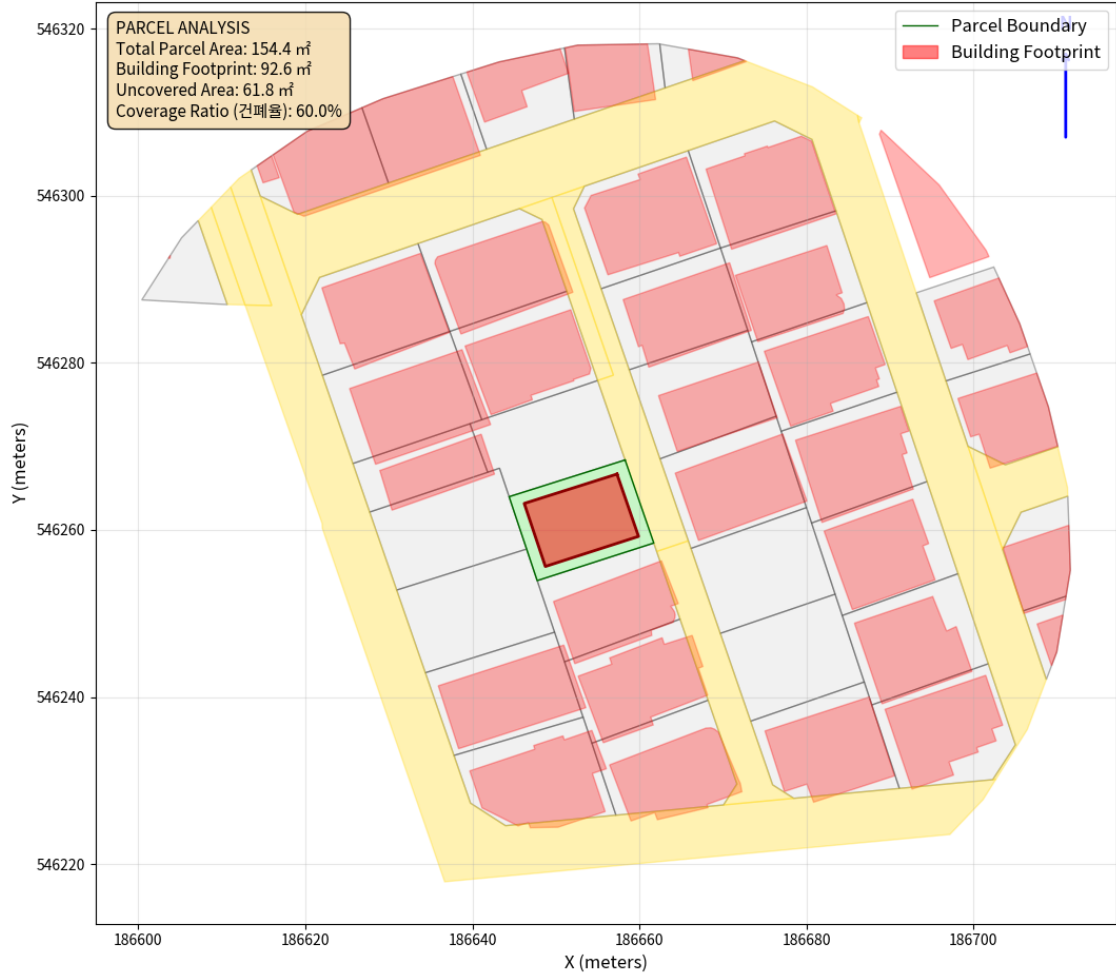 PARCEL ANALYSIS
Total Parcel Area: 154.4 ㎡
Building Footprint: 92.6 ㎡
Uncovered Area: 61.8 ㎡
Coverage Ratio (건폐율): 60.0%
Parcel Boundary
Building Footprint
546320
546300
546280
546260
546240
546220
Y (meters)
186600
186620
186640
186660
186680
186700
X (meters)